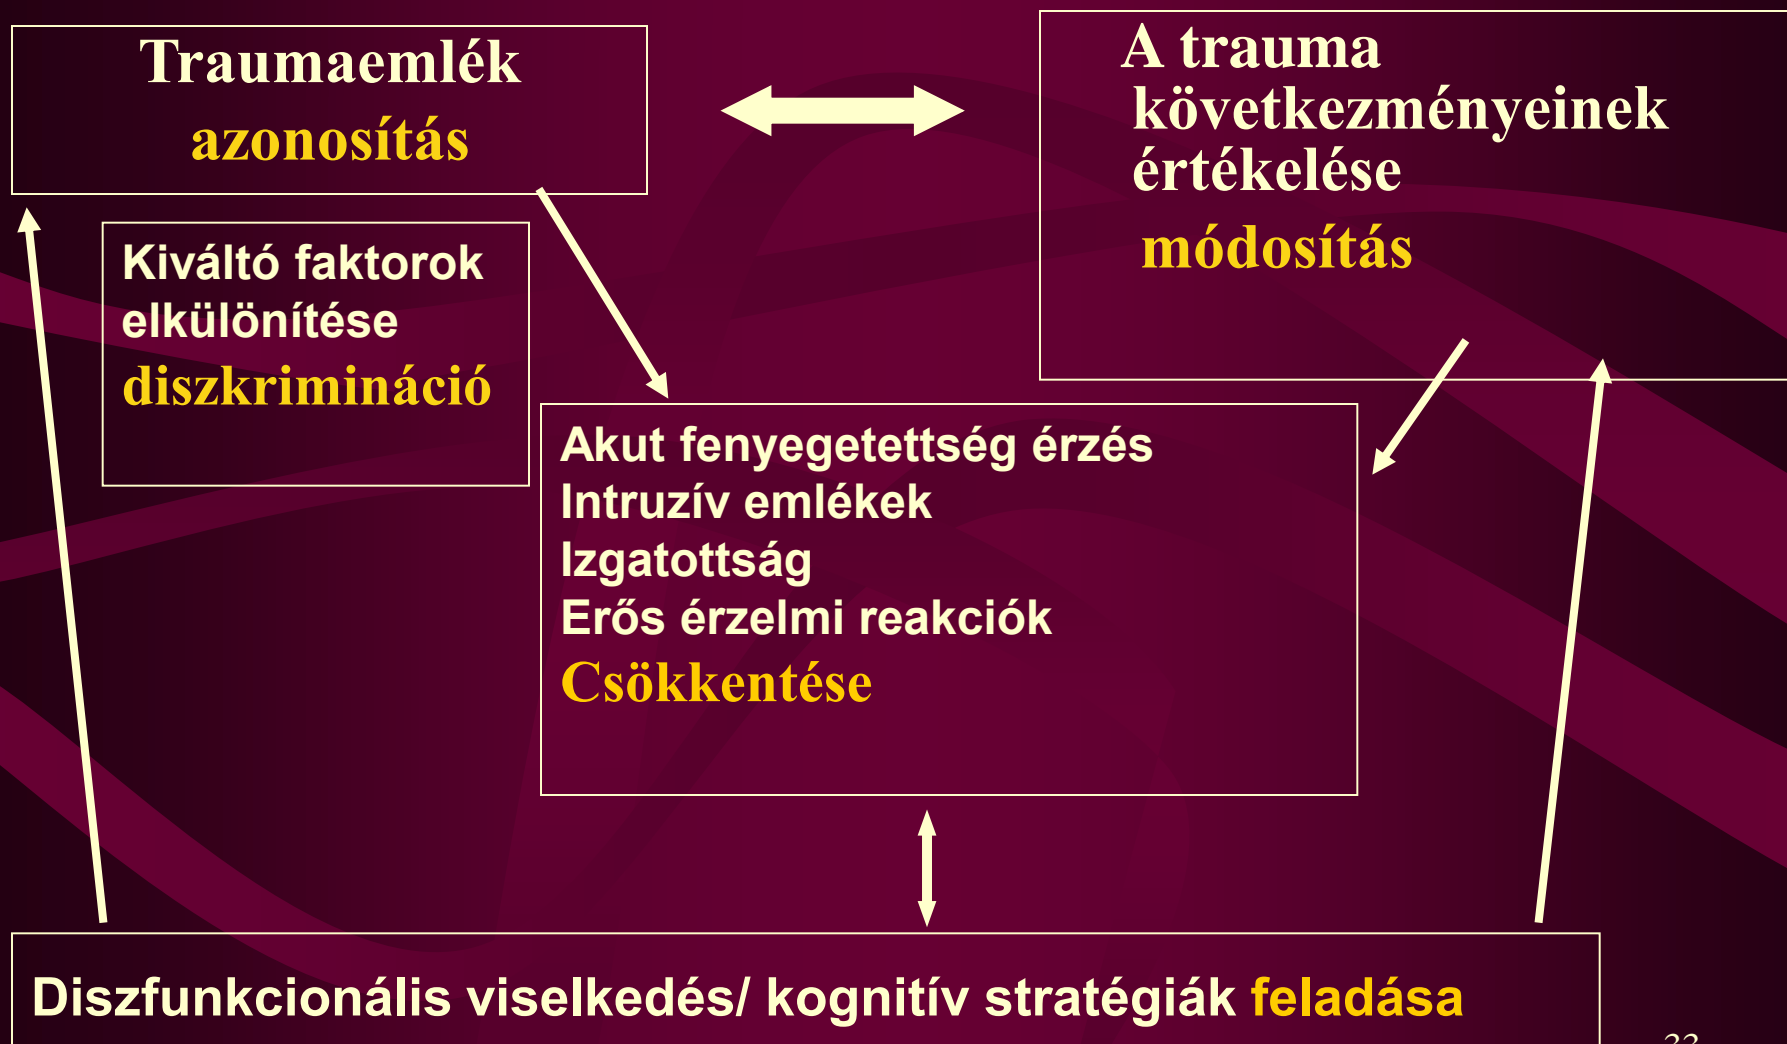 Traumaemlék
azonosítás
A trauma
következményeinek
értékelése
módosítás
Kiváltó faktorok
elkülönítése
diszkrimináció
Akut fenyegetettség érzés
Intruzív emlékek
Izgatottság
Erős érzelmi reakciók
Csökkentése
Diszfunkcionális viselkedés/ kognitív stratégiák feladása